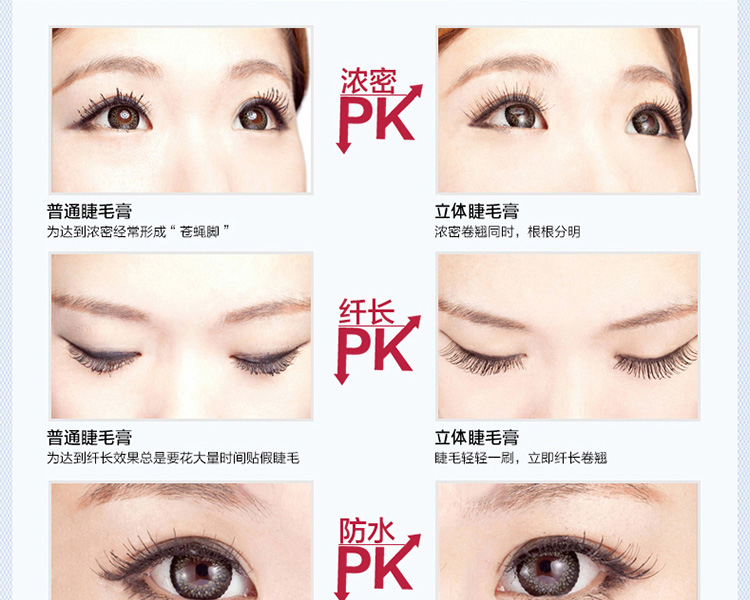 浓密
PK
普通睫毛膏
为达到浓密经常形成“苍蝇脚”
立体睫毛膏
浓密卷翘同时，根根分明
纤长
PK
普通睫毛膏
为达到纤长效果总是要花大量时间贴假睫毛
立体睫毛膏
睫毛轻轻一刷，立即纤长卷翘
防水
PK